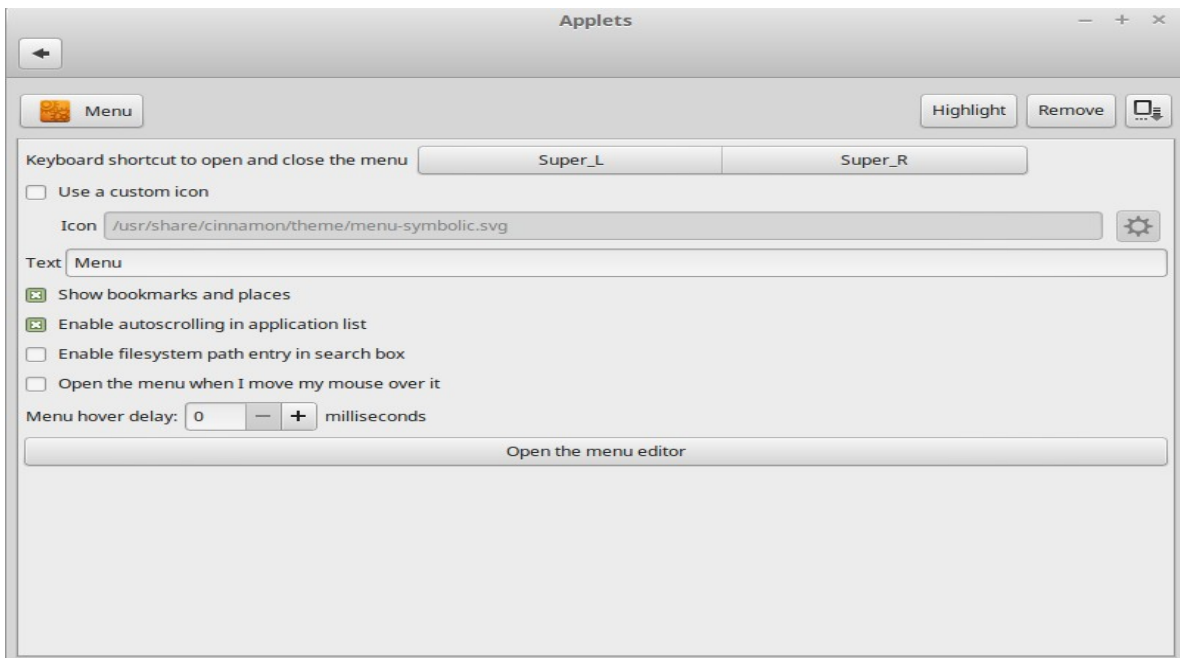 Applets
Menu Highlight Remove
Keyboard shortcut to open and close the menu Super_L Super_R
Use a custom icon
Icon /usr/share/cinnamon/theme/menu-symbolic.svg
Text Menu
Show bookmarks and places
Enable autoscrolling in application list
Enable filesystem path entry in search box
Open the menu when I move my mouse over it
Menu hover delay: 0 milliseconds
Open the menu editor